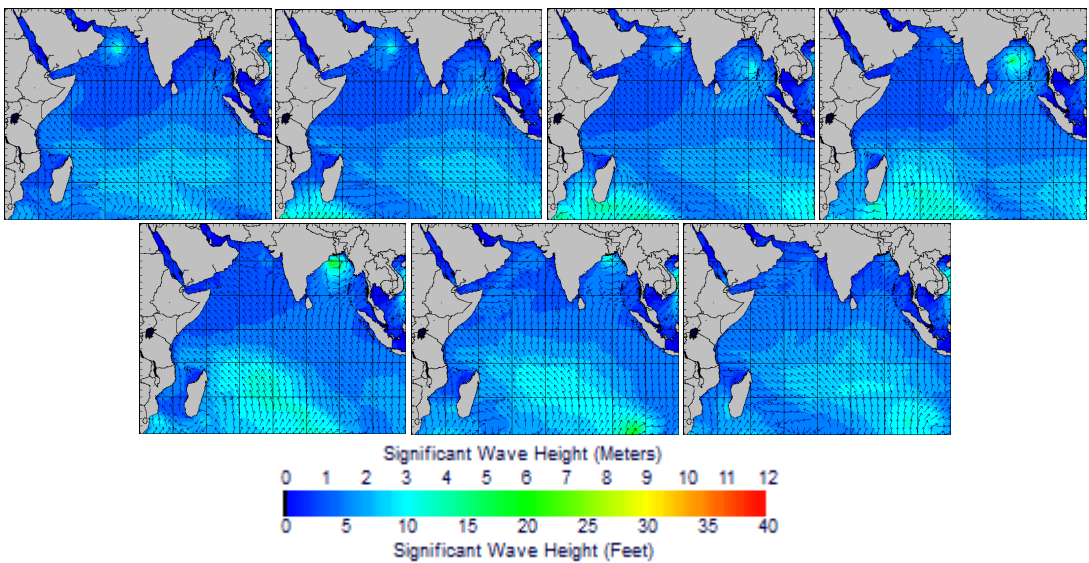 Significant Wave Height (Meters)
0 1 2 3 4 5 6 7 8 9 10 11 12
0 5 10 15 20 25 30 35 40
Significant Wave Height (Feet)